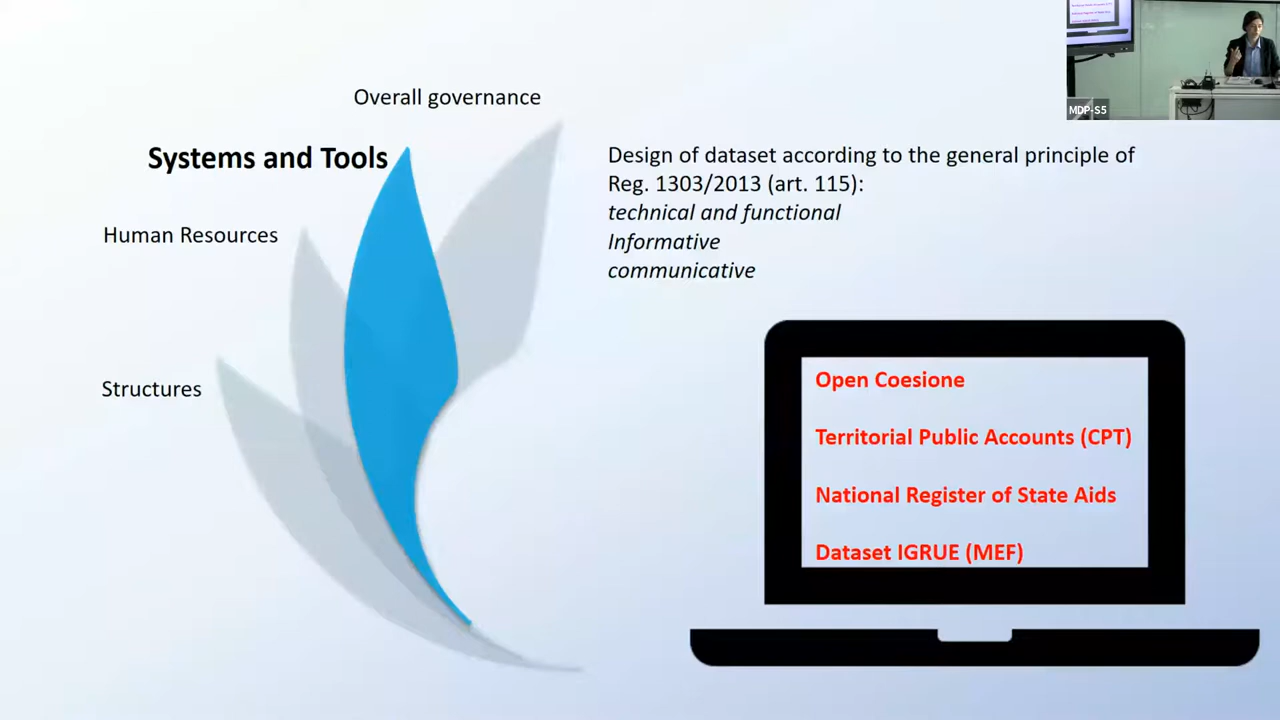 Overall governance
Systems and Tools
Human Resources
Structures
Design of dataset according to the general principle of
Reg. 1303/2013 (art. 115):
technical and functional
Informative
communicative
Open Coesione
Territorial Public Accounts (CPT)
National Register of State Aids
Dataset IGRUE (MEF)
MDP-S5